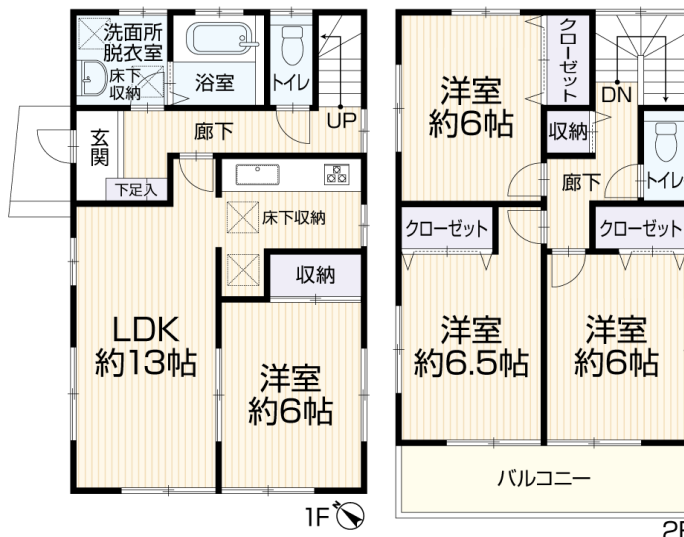 洗面所
脱衣室
床下
収納
浴室
トイレ
UP
玄関
廊下
下足入
床下収納
収納
LDK
約13帖
洋室
約6帖
1F
N
洋室
約6帖
クローゼット
DN
収納
廊下
トイレ
クローゼット
クローゼット
洋室
約6.5帖
洋室
約6帖
バルコニー
2F